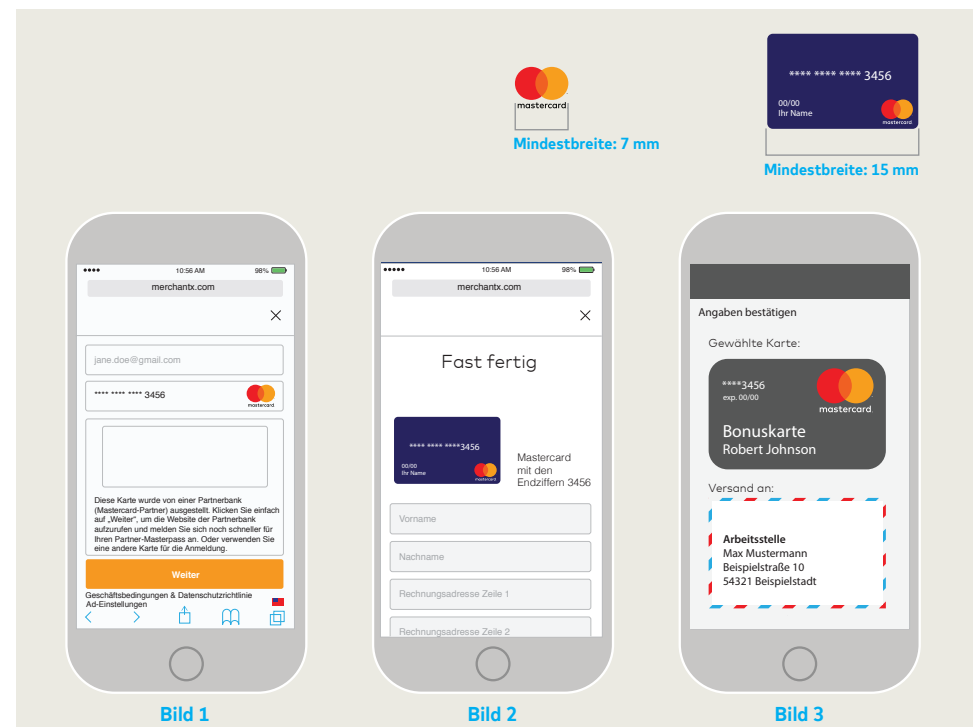 mastercard
Mindestbreite: 7 mm
**** **** **** 3456
00/00
Ihr Name
mastercard
Mindestbreite: 15 mm
10:56 AM
98%
merchantx.com
jane.doe@gmail.com
**** **** **** 3456
mastercard
Diese Karte wurde von einer Partnerbank
(Mastercard-Partner) ausgestellt. Klicken Sie einfach
auf „Weiter", um die Website der Partnerbank
aufzurufen und melden Sie sich noch schneller für
Ihren Partner-Masterpass an. Oder verwenden Sie
eine andere Karte für die Anmeldung.
Weiter
Geschäftsbedingungen & Datenschutzrichtlinie
Ad-Einstellungen
Bild 1
10:56 AM
98%
merchantx.com
Fast fertig
**** **** ****3456
00/00
Ihr Name
mastercard
Mastercard
mit den
Endziffern 3456
Vorname
Nachname
Rechnungsadresse Zeile 1
Rechnungsadresse Zeile 2
Bild 2
Angaben bestätigen
Gewählte Karte:
****3456
exp. 00/00
mastercard
Bonuskarte
Robert Johnson
Versand an:
Arbeitsstelle
Max Mustermann
Beispielstraße 10
54321 Beispielstadt
Bild 3